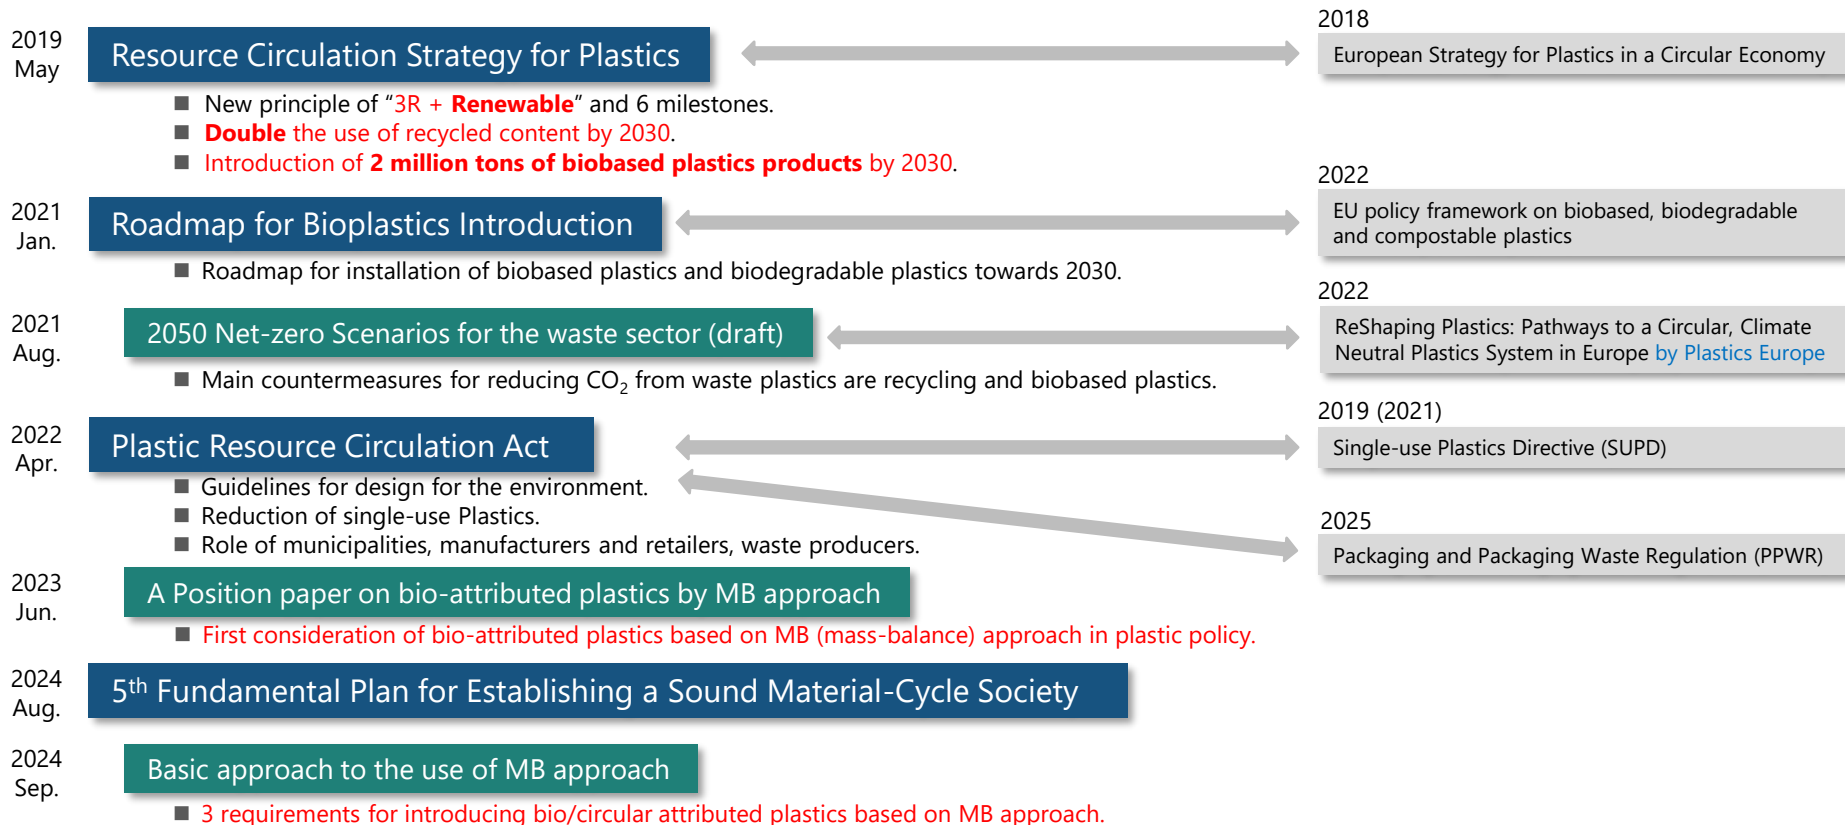 2018
2019
May
Resource Circulation Strategy for Plastics
European Strategy for Plastics in a Circular Economy
■ New principle of “3R + Renewable” and 6 milestones.
■ Double the use of recycled content by 2030.
■ Introduction of 2 million tons of biobased plastics products by 2030.
2022
2021
Jan.
Roadmap for Bioplastics Introduction
EU policy framework on biobased, biodegradable
and compostable plastics
■ Roadmap for installation of biobased plastics and biodegradable plastics towards 2030.
2022
2021
Aug.
2050 Net-zero Scenarios for the waste sector (draft)
ReShaping Plastics: Pathways to a Circular, Climate
Neutral Plastics System in Europe by Plastics Europe
■ Main countermeasures for reducing CO₂ from waste plastics are recycling and biobased plastics.
2019 (2021)
2022
Apr.
Plastic Resource Circulation Act
Single-use Plastics Directive (SUPD)
■ Guidelines for design for the environment.
■ Reduction of single-use Plastics.
■ Role of municipalities, manufacturers and retailers, waste producers.
2025
Packaging and Packaging Waste Regulation (PPWR)
2023
Jun.
A Position paper on bio-attributed plastics by MB approach
■ First consideration of bio-attributed plastics based on MB (mass-balance) approach in plastic policy.
2024
Aug.
5th Fundamental Plan for Establishing a Sound Material-Cycle Society
2024
Sep.
Basic approach to the use of MB approach
■ 3 requirements for introducing bio/circular attributed plastics based on MB approach.